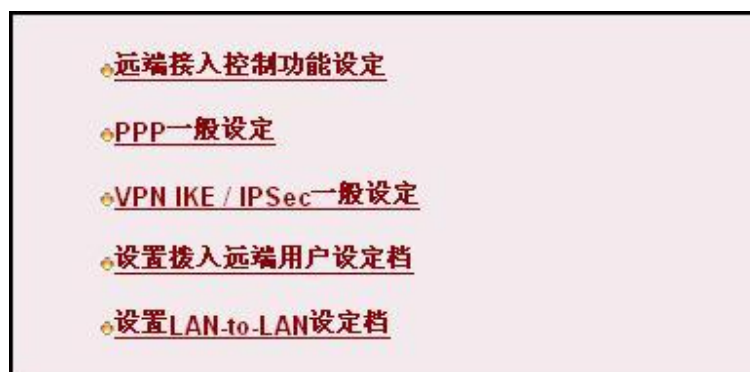 远端接入控制功能设定
PPP一般设定
VPN IKE / IPSec一般设定
设置拨入远端用户设定档
设置LAN-to-LAN设定档